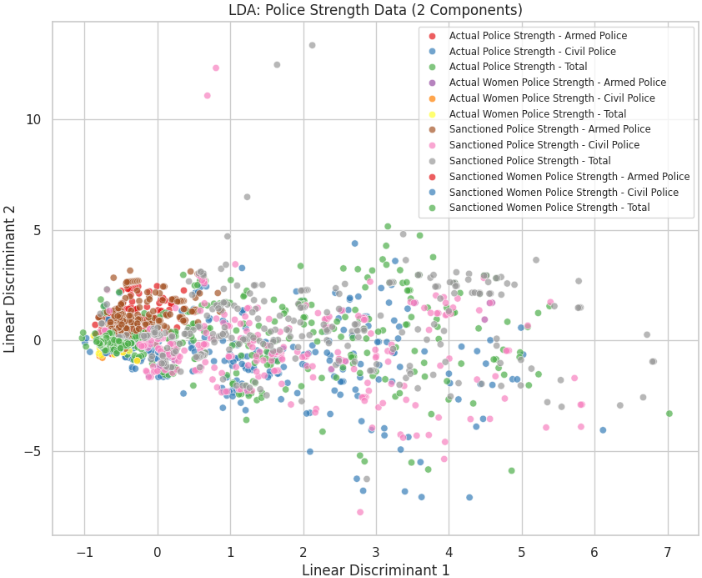 LDA: Police Strength Data (2 Components)
Actual Police Strength - Armed Police
Actual Police Strength - Civil Police
Actual Police Strength - Total
Actual Women Police Strength - Armed Police
Actual Women Police Strength - Civil Police
Actual Women Police Strength - Total
Sanctioned Police Strength - Armed Police
Sanctioned Police Strength - Civil Police
Sanctioned Police Strength - Total
Sanctioned Women Police Strength - Armed Police
Sanctioned Women Police Strength - Civil Police
Sanctioned Women Police Strength - Total
Linear Discriminant 2
10
5
0
−5
−1 0 1 2 3 4 5 6 7
Linear Discriminant 1